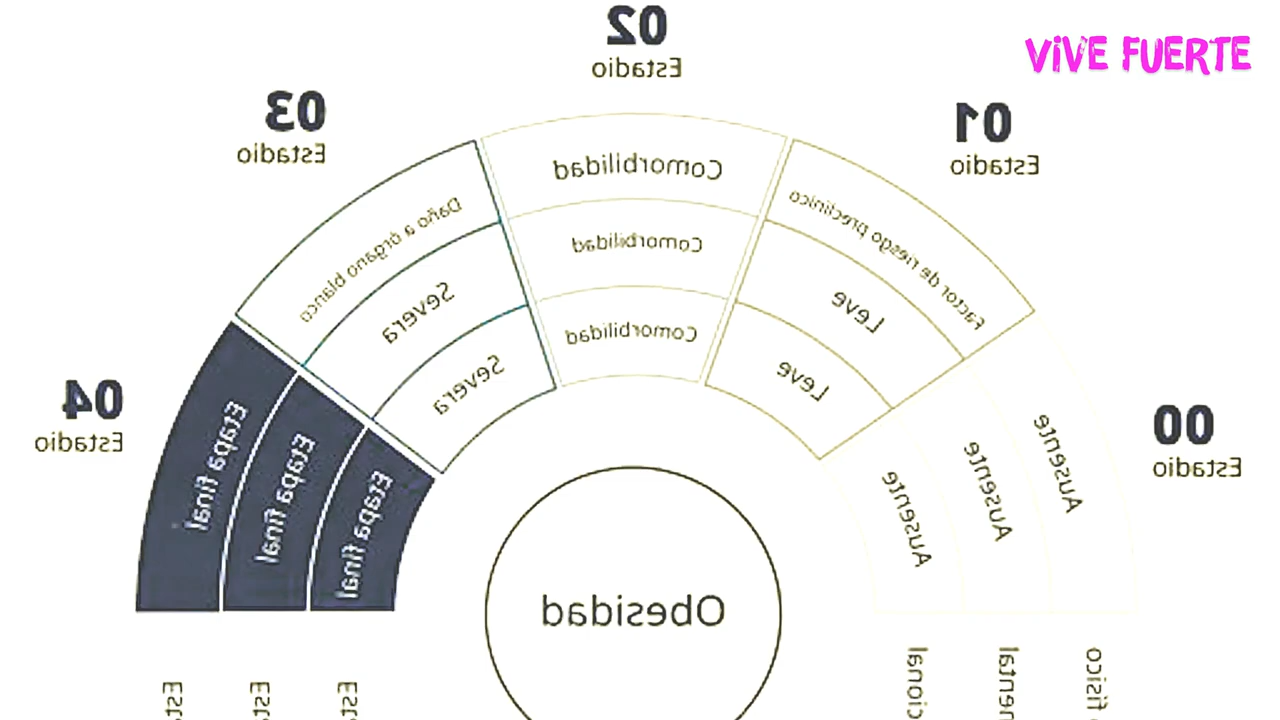 VIVE FUERTE
02
Estadio
03
Estadio
01
Estadio
04
Estadio
00
Estadio
Comorbilidad
Comorbilidad
Comorbilidad
Daño a órgano blanco
Severa
Severa
Factor de riesgo preclínico
Leve
Leve
Etapa final
Etapa final
Etapa final
Ausente
Ausente
Ausente
Obesidad